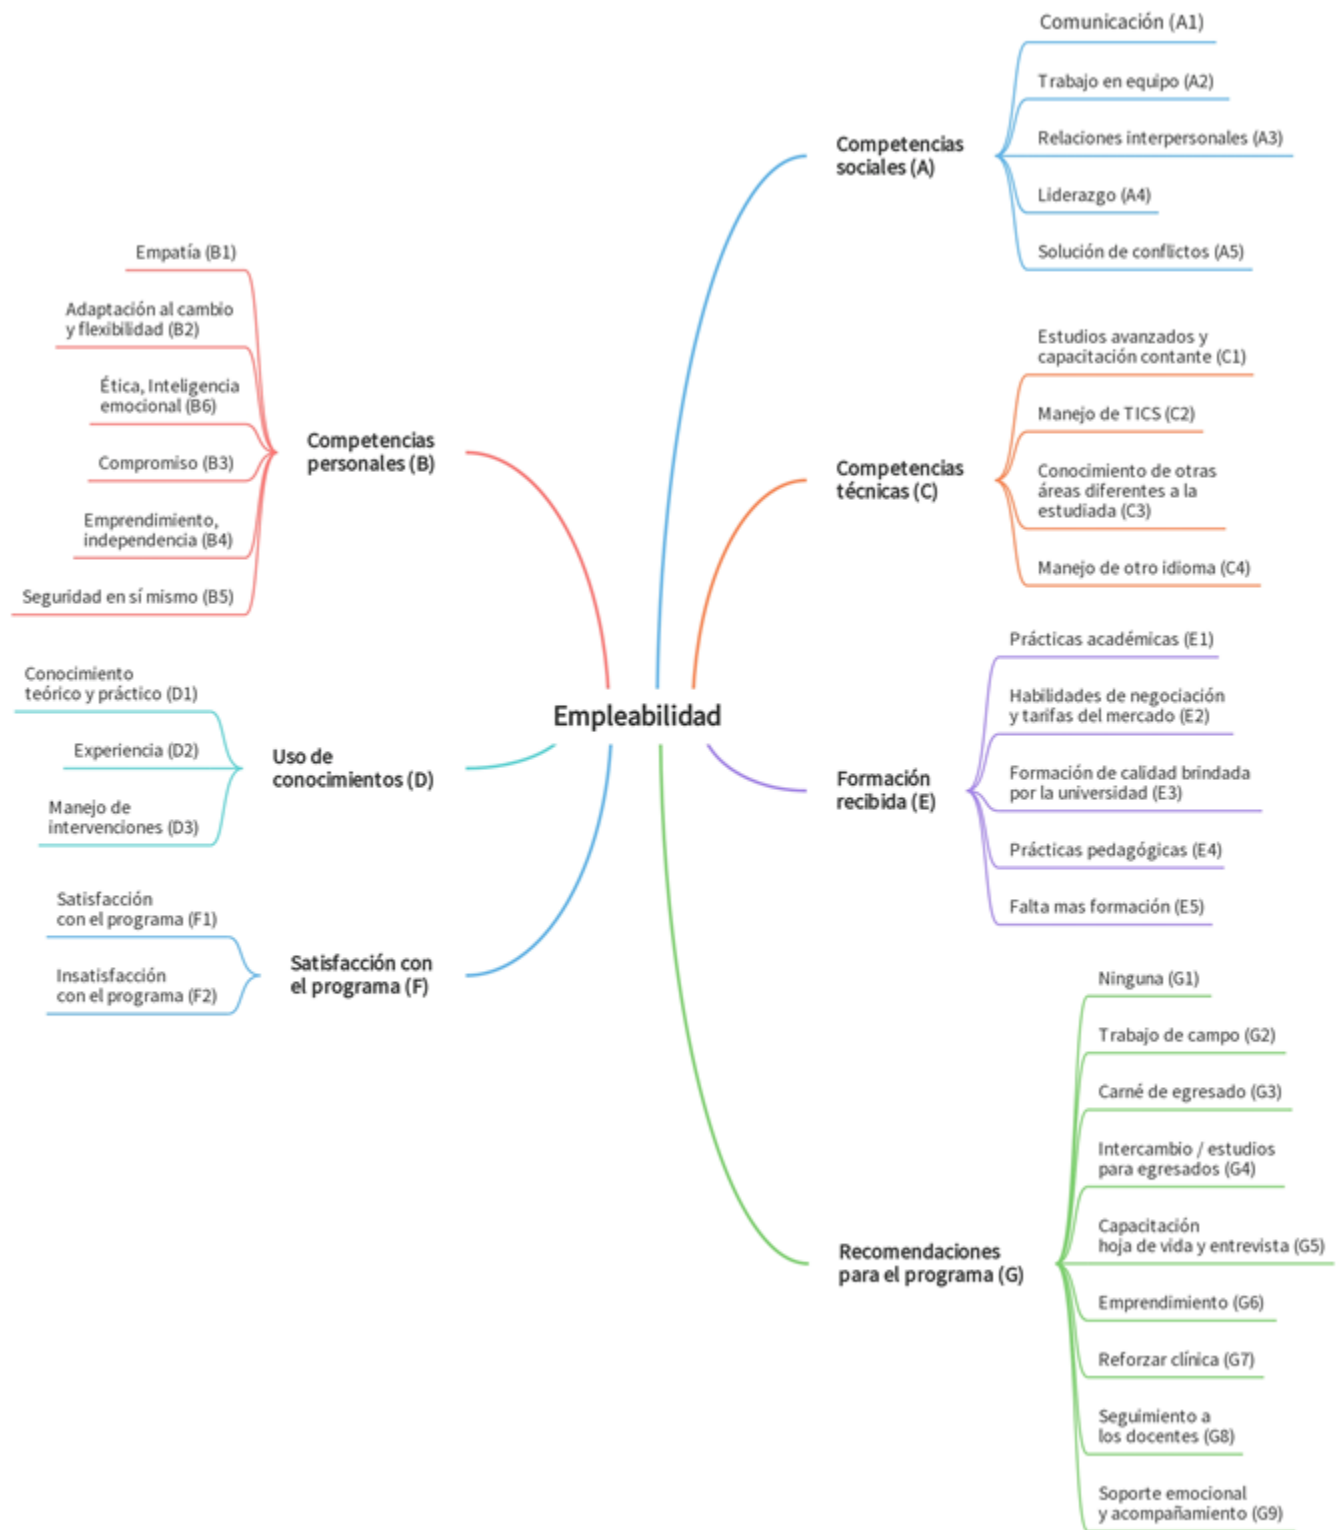 Empleabilidad
Competencias
sociales (A)
Comunicación (A1)
Trabajo en equipo (A2)
Relaciones interpersonales (A3)
Liderazgo (A4)
Solución de conflictos (A5)
Competencias
personales (B)
Empatía (B1)
Adaptación al cambio
y flexibilidad (B2)
Ética, Inteligencia
emocional (B6)
Compromiso (B3)
Emprendimiento,
independencia (B4)
Seguridad en sí mismo (B5)
Competencias
técnicas (C)
Estudios avanzados y
capacitación contante (C1)
Manejo de TICS (C2)
Conocimiento de otras
áreas diferentes a la
estudiada (C3)
Manejo de otro idioma (C4)
Uso de
conocimientos (D)
Conocimiento
teórico y práctico (D1)
Experiencia (D2)
Manejo de
intervenciones (D3)
Formación
recibida (E)
Prácticas académicas (E1)
Habilidades de negociación
y tarifas del mercado (E2)
Formación de calidad brindada
por la universidad (E3)
Prácticas pedagógicas (E4)
Falta mas formación (E5)
Satisfacción con
el programa (F)
Satisfacción
con el programa (F1)
Insatisfacción
con el programa (F2)
Recomendaciones
para el programa (G)
Ninguna (G1)
Trabajo de campo (G2)
Carné de egresado (G3)
Intercambio / estudios
para egresados (G4)
Capacitación
hoja de vida y entrevista (G5)
Emprendimiento (G6)
Reforzar clínica (G7)
Seguimiento a
los docentes (G8)
Soporte emocional
y acompañamiento (G9)